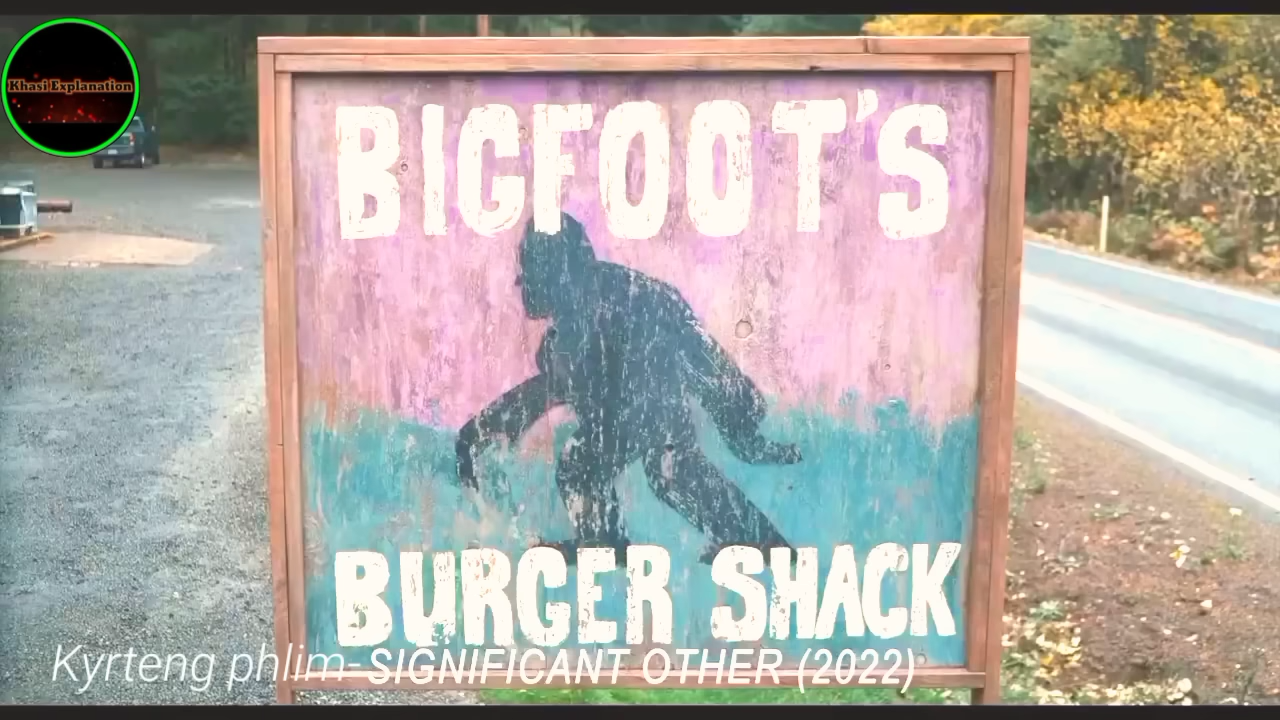 Khasi Explanation
BIGFOOT'S
BURGER SHACK
Kyrteng phlim-SIGNIFICANT OTHER (2022)